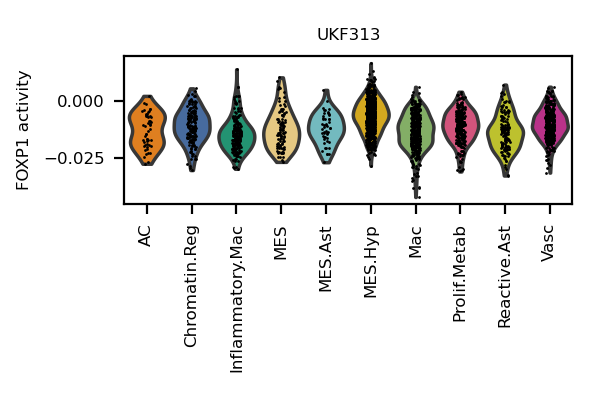 UKF313
FOXP1 activity
0.000
−0.025
AC
Chromatin.Reg
Inflammatory.Mac
MES
MES.Ast
MES.Hyp
Mac
Prolif.Metab
Reactive.Ast
Vasc